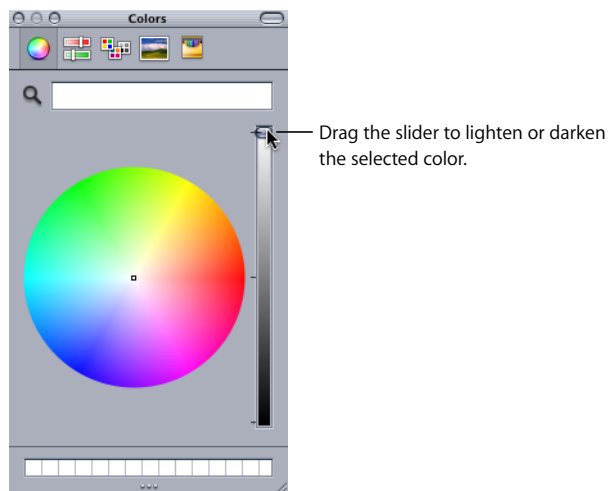 Colors
Drag the slider to lighten or darken
the selected color.